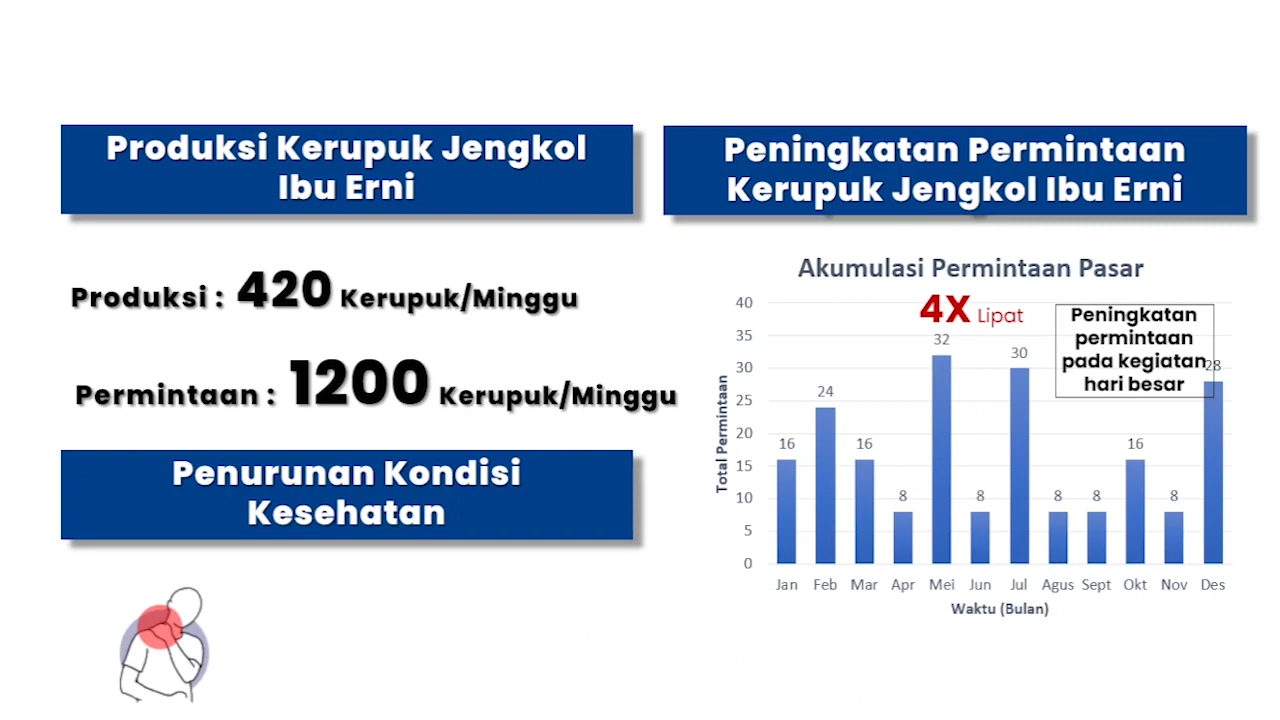 Produksi Kerupuk Jengkol
Ibu Erni
Produksi : 420 Kerupuk/Minggu
Permintaan : 1200 Kerupuk/Minggu
Penurunan Kondisi
Kesehatan
Peningkatan Permintaan
Kerupuk Jengkol Ibu Erni
Akumulasi Permintaan Pasar
4X Lipat
Peningkatan
permintaan
pada kegiatan
hari besar
Total Permintaan
40
35
30
25
20
15
10
5
0
16
24
16
8
32
8
30
8
8
16
8
28
Jan Feb Mar Apr Mei Jun Jul Agus Sept Okt Nov Des
Waktu (Bulan)